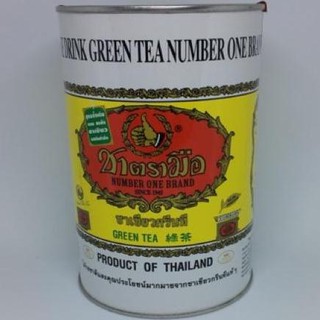 DRINK GREEN TEA NUMBER ONE BRA
ชาตรามือ
NUMBER ONE BRAND
SINCE 1945
ชาเขียวกรีนที
GREEN TEA 綠茶
PRODUCT OF THAILAND